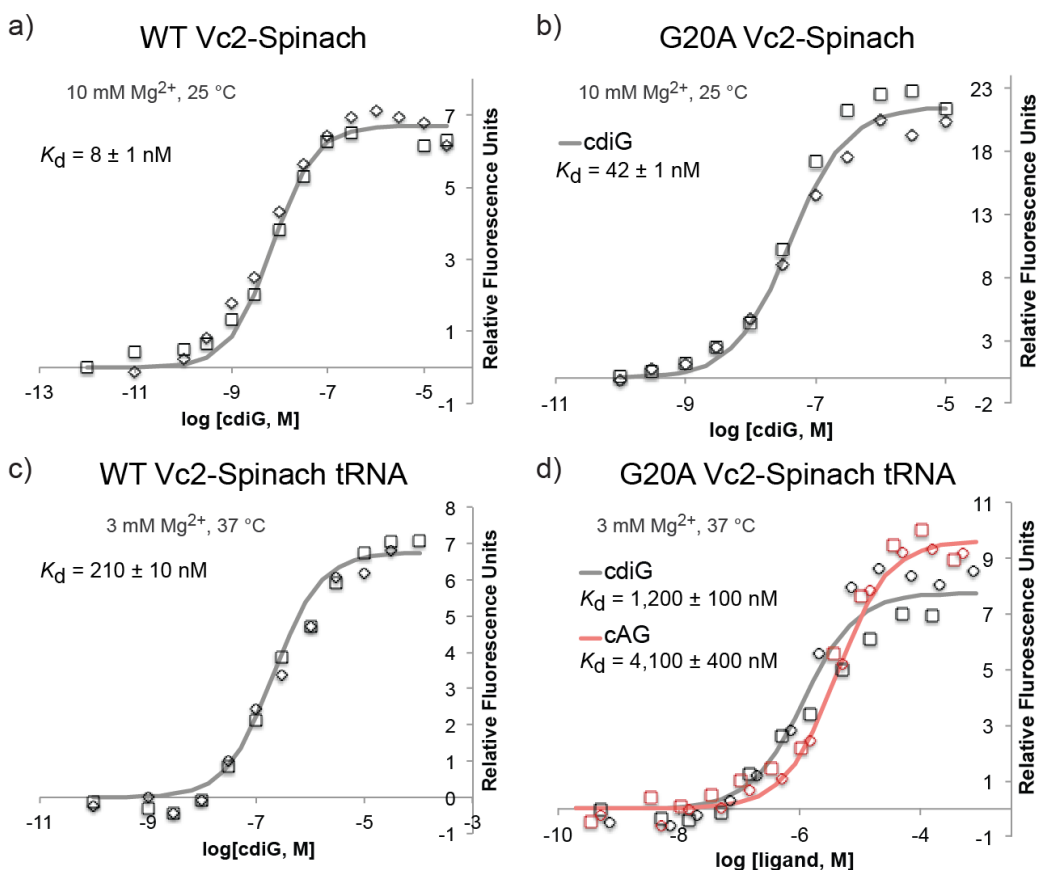 a)
WT Vc2-Spinach
10 mM Mg2+, 25 °C
Kd = 8 ± 1 nM
7
5
3
1
-1
Relative Fluorescence Units
-13
-11
-9
-7
-5
log [cdiG, M]
b)
G20A Vc2-Spinach
10 mM Mg2+, 25 °C
cdiG
Kd = 42 ± 1 nM
23
18
13
8
3
-2
Relative Fluorescence Units
-11
-9
-7
-5
log [cdiG, M]
c)
WT Vc2-Spinach tRNA
3 mM Mg2+, 37 °C
Kd = 210 ± 10 nM
8
7
6
5
4
3
2
1
0
-1
Relative Fluorescence Units
-11
-9
-7
-5
-3
log[cdiG, M]
d)
G20A Vc2-Spinach tRNA
3 mM Mg2+, 37 °C
cdiG
Kd = 1,200 ± 100 nM
cAG
Kd = 4,100 ± 400 nM
11
9
7
5
3
1
-1
Relative Fluroescence Units
-10
-8
-6
-4
log [ligand, M]